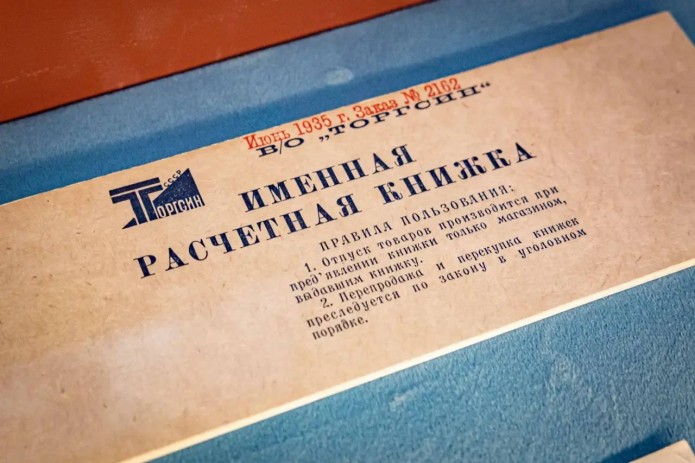 Июнь 1935 г. Заказ № 2162
В/О „ТОРГСИН“
СССР
ТОРГСИН
ИМЕННАЯ
РАСЧЕТНАЯ КНИЖКА
ПРАВИЛА ПОЛЬЗОВАНИЯ:
1. Отпуск товаров производится при
пред'явлении книжки только магазином,
выдавшим книжку.
2. Перепродажа и перекупка книжек
преследуется по закону в уголовном
порядке.